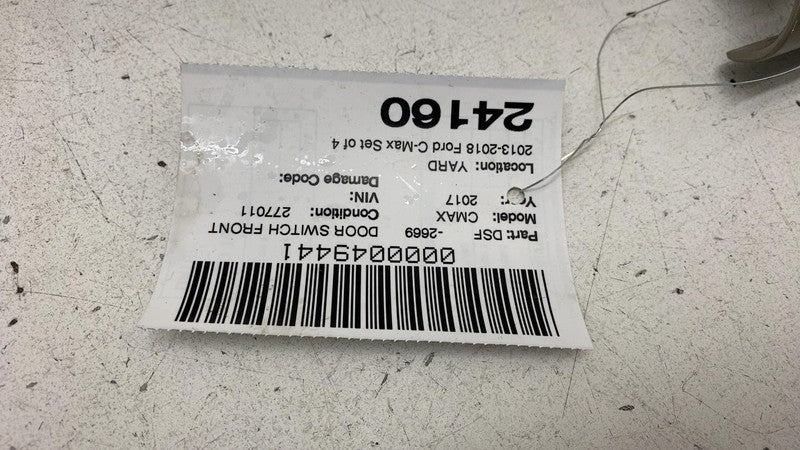 0000049441
Part: DSF -2669 DOOR SWITCH FRONT
Model: CMAX Condition: 277011
Year: 2017 VIN:
Damage Code:
Location: YARD
2013-2018 Ford C-Max Set of 4
24160